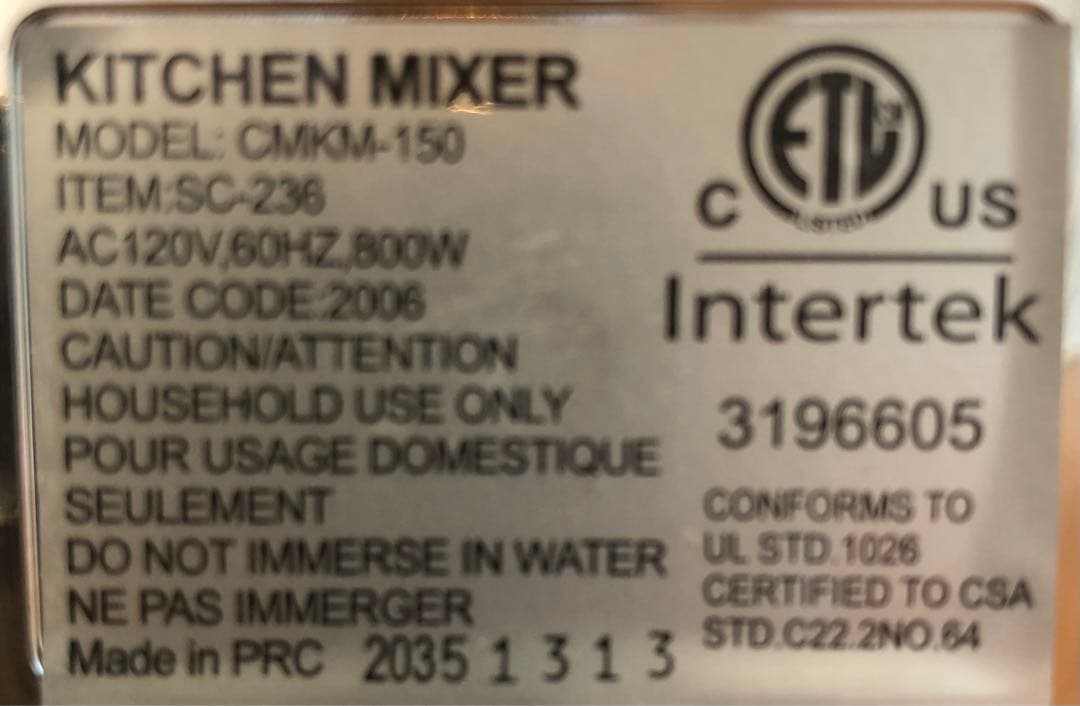 KITCHEN MIXER
MODEL: CMKM-150
ITEM:SC-236
AC120V,60HZ,800W
DATE CODE:2006
CAUTION/ATTENTION
HOUSEHOLD USE ONLY
POUR USAGE DOMESTIQUE
SEULEMENT
DO NOT IMMERSE IN WATER
NE PAS IMMERGER
Made in PRC 2035 1 3 1 3
ETL
LISTED
C US
Intertek
3196605
CONFORMS TO
UL STD.1026
CERTIFIED TO CSA
STD.C22.2NO.64